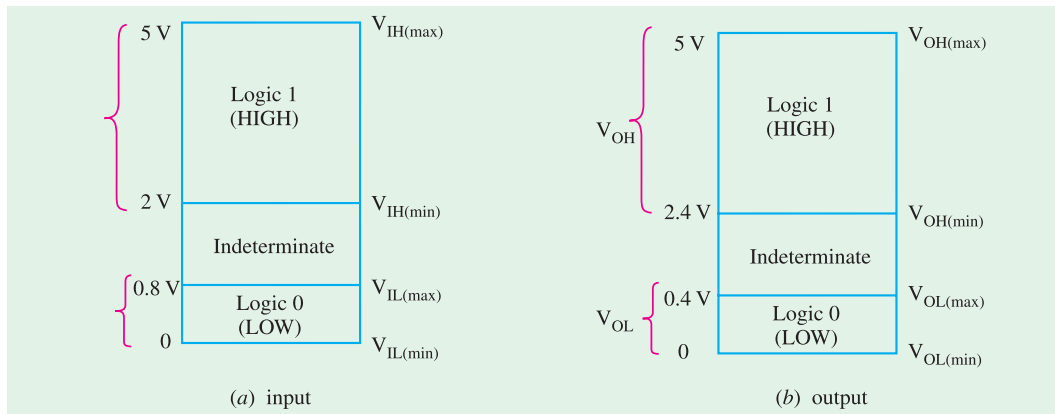 5 V
V_IH(max)
Logic 1
(HIGH)
2 V
V_IH(min)
Indeterminate
0.8 V
V_IL(max)
Logic 0
(LOW)
0
V_IL(min)
(a) input
5 V
V_OH(max)
Logic 1
(HIGH)
V_OH
2.4 V
V_OH(min)
Indeterminate
0.4 V
V_OL(max)
V_OL
Logic 0
(LOW)
0
V_OL(min)
(b) output